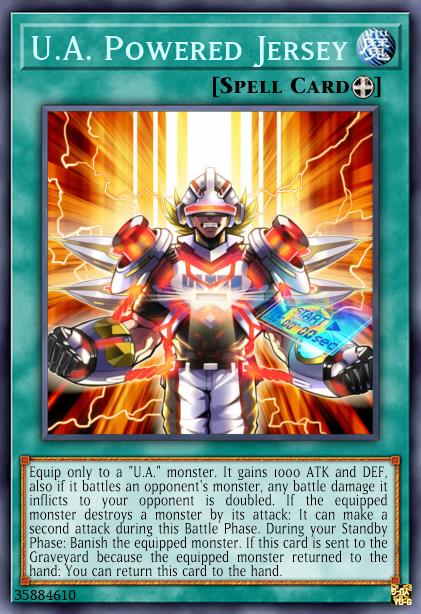 U.A. Powered Jersey
魔
[Spell Card]
START
00sec
Equip only to a "U.A." monster. It gains 1000 ATK and DEF,
also if it battles an opponent's monster, any battle damage it
inflicts to your opponent is doubled. If the equipped
monster destroys a monster by its attack: It can make a
second attack during this Battle Phase. During your Standby
Phase: Banish the equipped monster. If this card is sent to the
Graveyard because the equipped monster returned to the
hand: You can return this card to the hand.
35884610